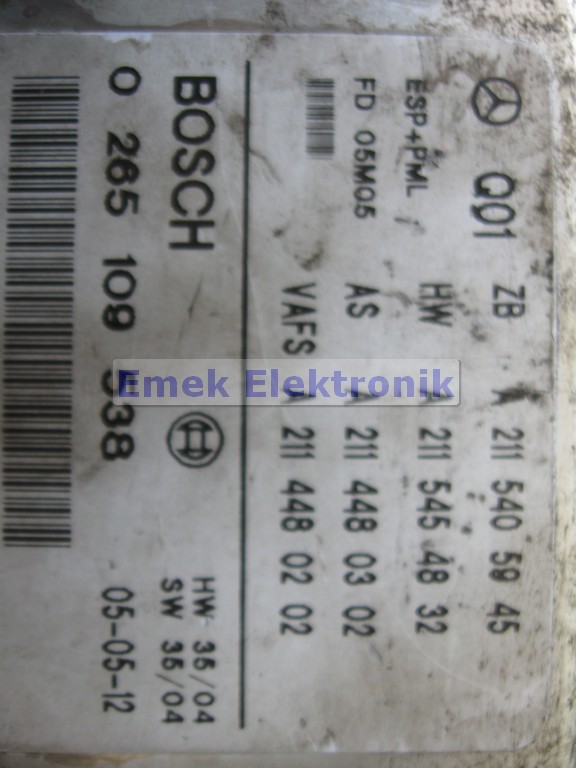 Q01 ZB A 211 540 59 45
ESP+PML HW A 211 545 48 32
FD 05M05 AS A 211 448 03 02
VAFS A 211 448 02 02
BOSCH HW 35/04
SW 35/04
0 265 109 38 05-05-12
Emek Elektronik